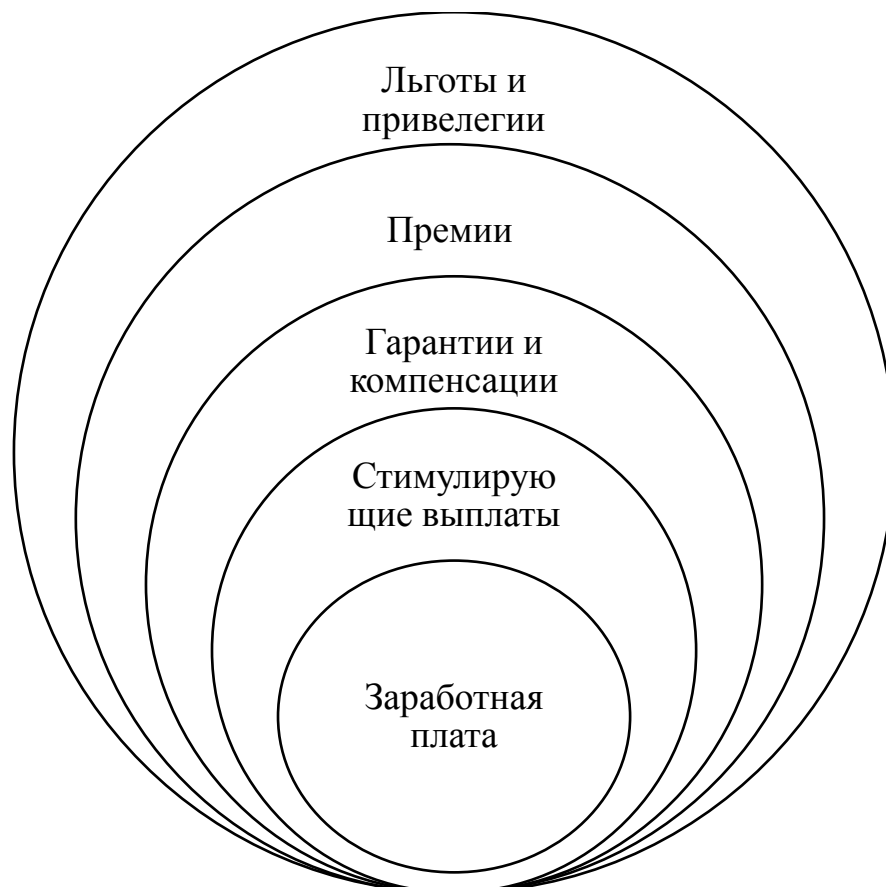 Льготы и
привелегии
Премии
Гарантии и
компенсации
Стимулирую
щие выплаты
Заработная
плата